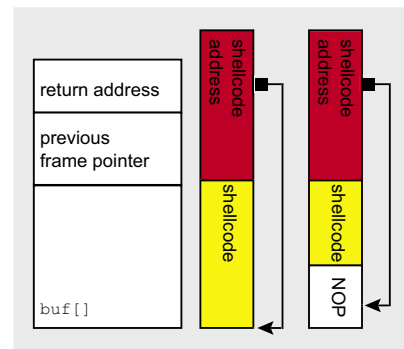 return address
previous
frame pointer
buf[]
shellcode
address
shellcode
shellcode
address
shellcode
NOP